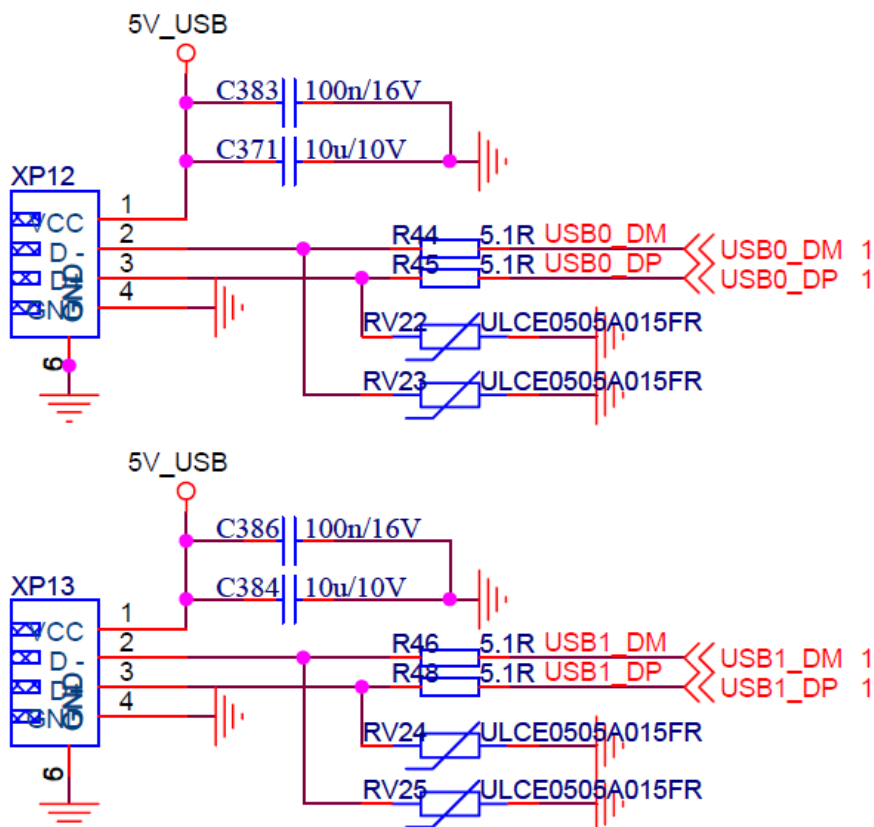 5V_USB
C383 100n/16V
C371 10u/10V
XP12
1
VCC
2
D-
R44 5.1R USB0_DM
USB0_DM 1
3
R45 5.1R USB0_DP
USB0_DP 1
4
GND
GND
RV22 ULCE0505A015FR
6
RV23 ULCE0505A015FR
5V_USB
C386 100n/16V
C384 10u/10V
XP13
1
VCC
2
D-
R46 5.1R USB1_DM
USB1_DM 1
3
R48 5.1R USB1_DP
USB1_DP 1
4
GND
GND
RV24 ULCE0505A015FR
6
RV25 ULCE0505A015FR